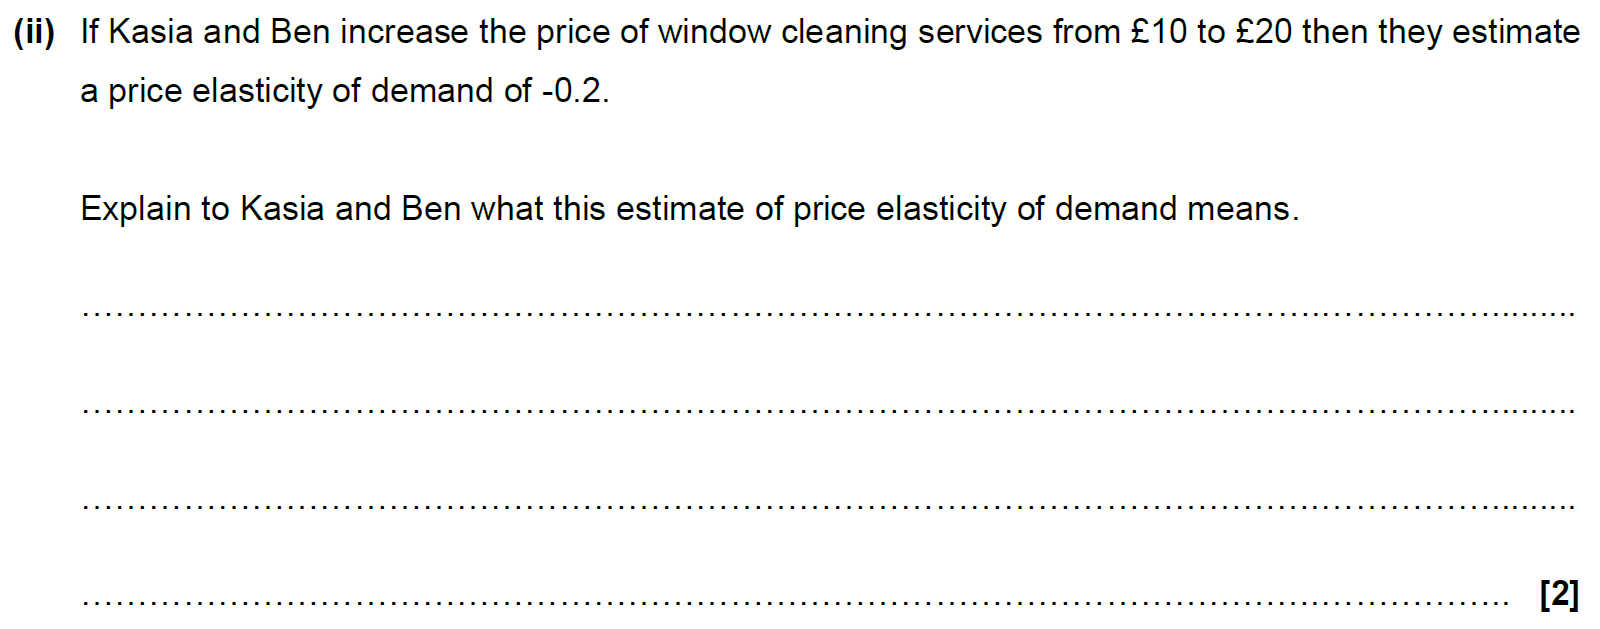 (ii) If Kasia and Ben increase the price of window cleaning services from £10 to £20 then they estimate
a price elasticity of demand of -0.2.
Explain to Kasia and Ben what this estimate of price elasticity of demand means.
[2]